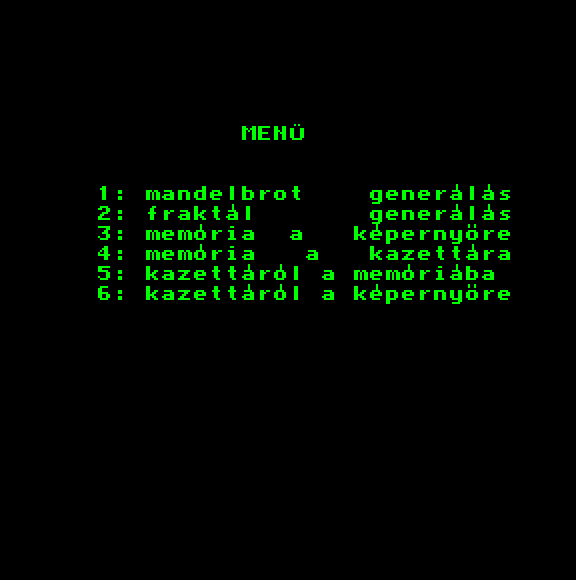 MENÜ
1: mandelbrot generálás
2: fraktál generálás
3: memória a képernyöre
4: memória a kazettára
5: kazettáról a memóriába
6: kazettáról a képernyöre